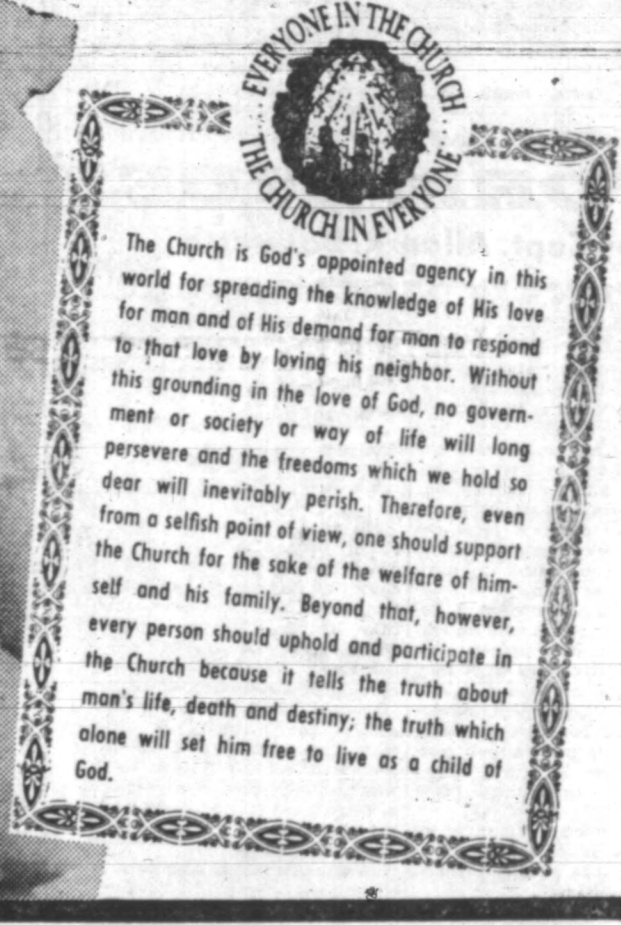 EVERYONE IN THE CHURCH
THE CHURCH IN EVERYONE
The Church is God's appointed agency in this
world for spreading the knowledge of His love
for man and of His demand for man to respond
to that love by loving his neighbor. Without
this grounding in the love of God, no govern-
ment or society or way of life will long
persevere and the freedoms which we hold so
dear will inevitably perish. Therefore, even
from a selfish point of view, one should support
the Church for the sake of the welfare of him-
self and his family. Beyond that, however,
every person should uphold and participate in
the Church because it tells the truth about
man's life, death and destiny; the truth which
alone will set him free to live as a child of
God.